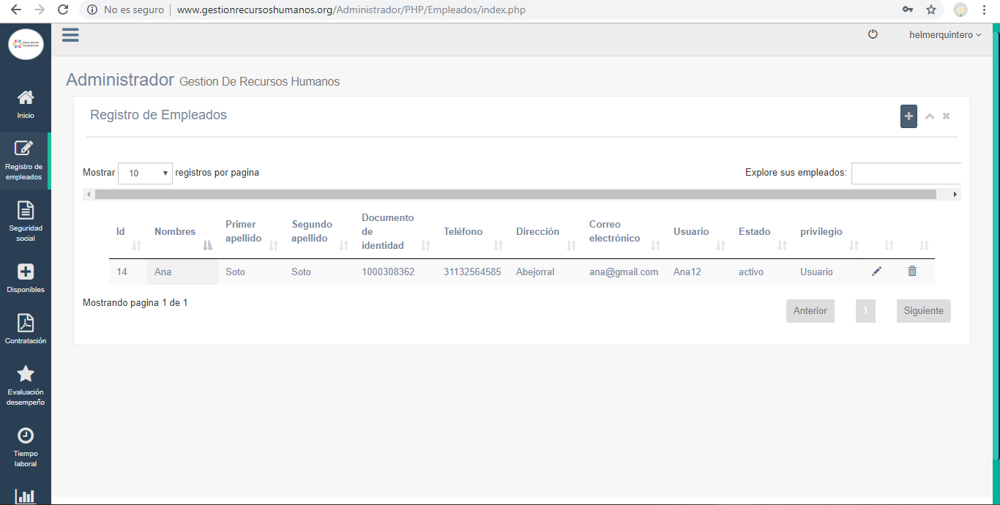 No es seguro www.gestionrecursoshumanos.org/Administrador/PHP/Empleados/index.php
Recursos
Humanos
helmerquintero
Administrador Gestion De Recursos Humanos
Inicio
Registro de
empleados
Seguridad
social
Disponibles
Contratación
Evaluación
desempeño
Tiempo
laboral
Registro de Empleados
Mostrar 10 registros por pagina Explore sus empleados:
Id Nombres Primer apellido Segundo apellido Documento de identidad Teléfono Dirección Correo electrónico Usuario Estado privilegio
14 Ana Soto Soto 1000308362 31132564585 Abejorral ana@gmail.com Ana12 activo Usuario
Mostrando pagina 1 de 1
Anterior 1 Siguiente